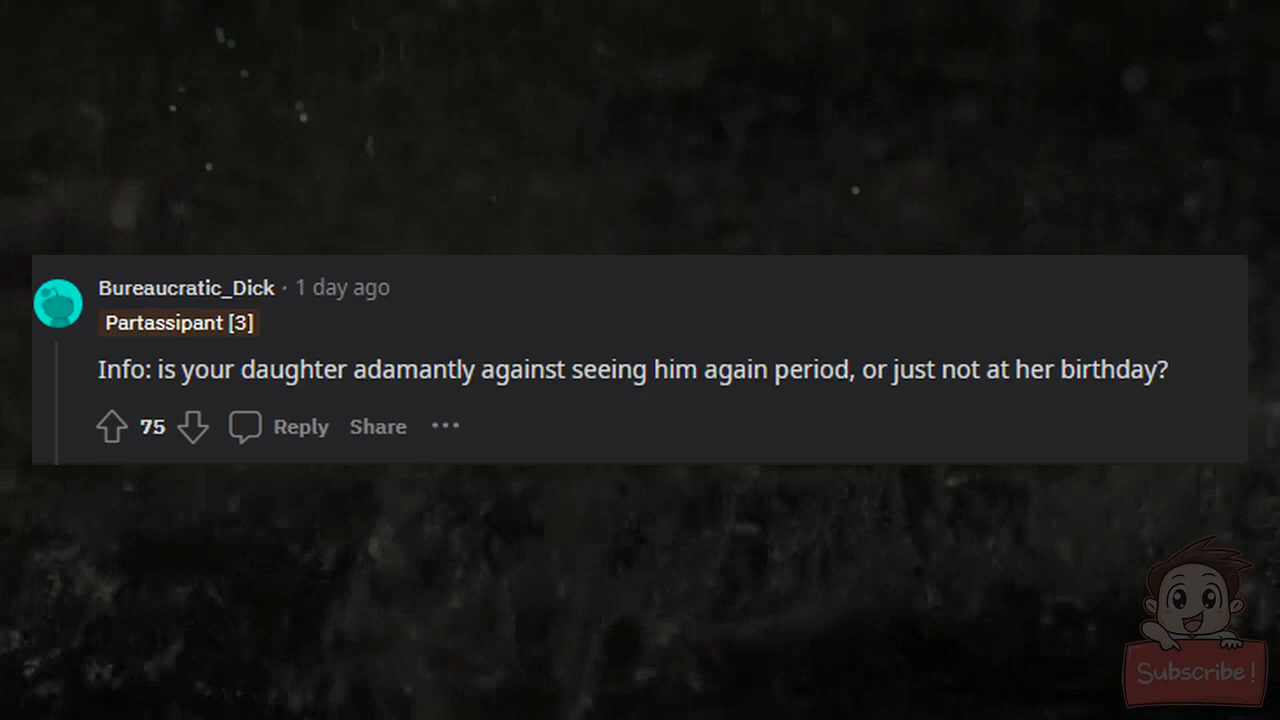 Bureaucratic_Dick · 1 day ago
Partassipant [3]
Info: is your daughter adamantly against seeing him again period, or just not at her birthday?
75 Reply Share ···
Subscribe!